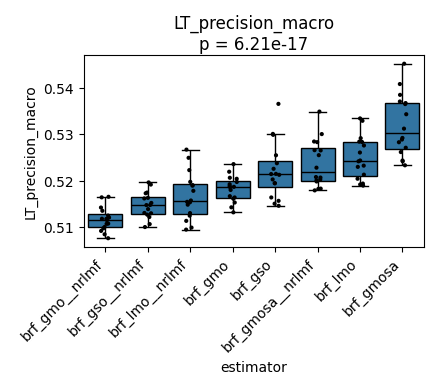 LT_precision_macro
p = 6.21e-17
LT_precision_macro
0.54
0.53
0.52
0.51
brf_gmo__nrlmf
brf_gso__nrlmf
brf_lmo__nrlmf
brf_gmo
brf_gso
brf_gmosa__nrlmf
brf_lmo
brf_gmosa
estimator